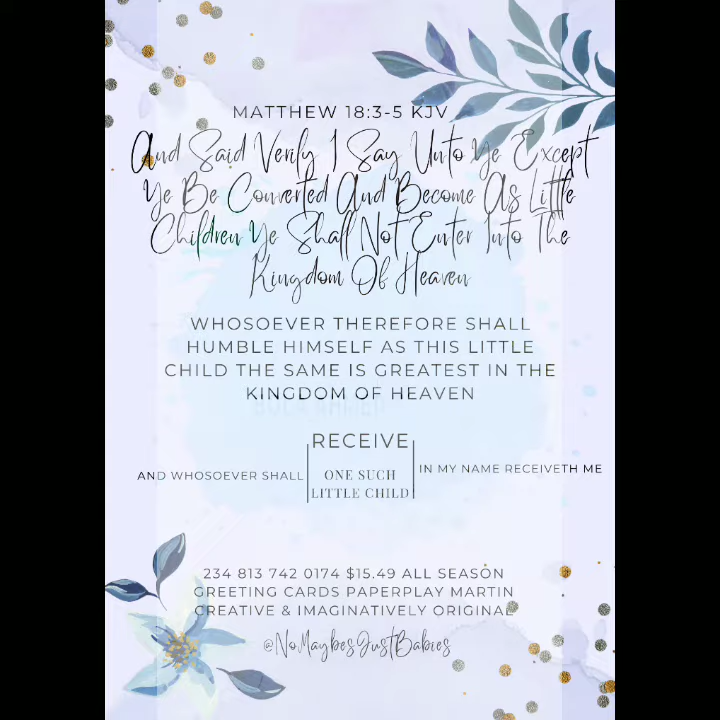 MATTHEW 18:3-5 KJV
And Said Verily I Say Unto Ye Except
Ye Be Converted And Become As Little
Children Ye Shall Not Enter Into The
Kingdom Of Heaven
WHOSOEVER THEREFORE SHALL
HUMBLE HIMSELF AS THIS LITTLE
CHILD THE SAME IS GREATEST IN THE
KINGDOM OF HEAVEN
AND WHOSOEVER SHALL
RECEIVE
ONE SUCH
LITTLE CHILD
IN MY NAME RECEIVETH ME
234 813 742 0174 $15.49 ALL SEASON
GREETING CARDS PAPERPLAY MARTIN
CREATIVE & IMAGINATIVELY ORIGINAL
@NoMaybesJustBabies